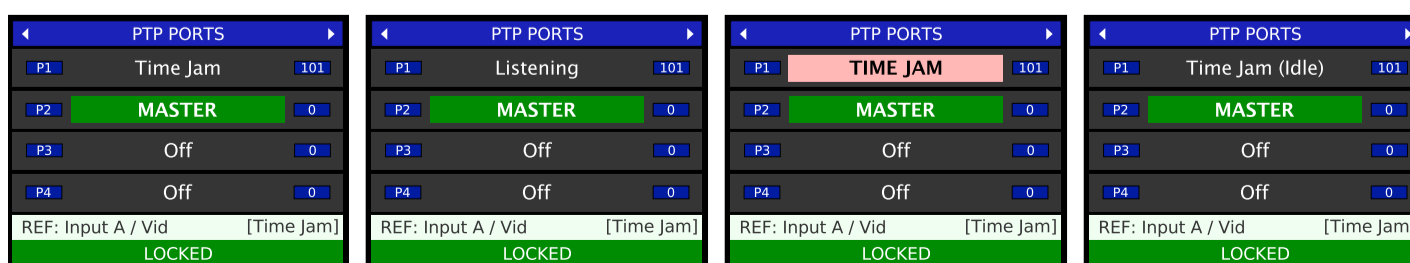 PTP PORTS
P1 Time Jam 101
P2 MASTER 0
P3 Off 0
P4 Off 0
REF: Input A / Vid [Time Jam]
LOCKED
PTP PORTS
P1 Listening 101
P2 MASTER 0
P3 Off 0
P4 Off 0
REF: Input A / Vid [Time Jam]
LOCKED
PTP PORTS
P1 TIME JAM 101
P2 MASTER 0
P3 Off 0
P4 Off 0
REF: Input A / Vid [Time Jam]
LOCKED
PTP PORTS
P1 Time Jam (Idle) 101
P2 MASTER 0
P3 Off 0
P4 Off 0
REF: Input A / Vid [Time Jam
LOCKED